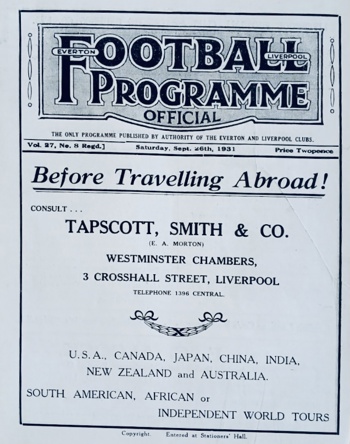 EVERTON LIVERPOOL
FOOTBALL
PROGRAMME
OFFICIAL
THE ONLY PROGRAMME PUBLISHED BY AUTHORITY OF THE EVERTON AND LIVERPOOL CLUBS.
Vol. 27, No. 8 Regd.] Saturday, Sept. 26th, 1931 Price Twopence
Before Travelling Abroad!
CONSULT . . .
TAPSCOTT, SMITH & CO.
(E. A. MORTON)
WESTMINSTER CHAMBERS,
3 CROSSHALL STREET, LIVERPOOL
TELEPHONE 1396 CENTRAL.
U.S.A., CANADA, JAPAN, CHINA, INDIA,
NEW ZEALAND and AUSTRALIA.
SOUTH AMERICAN, AFRICAN or
INDEPENDENT WORLD TOURS
Copyright. Entered at Stationers' Hall.